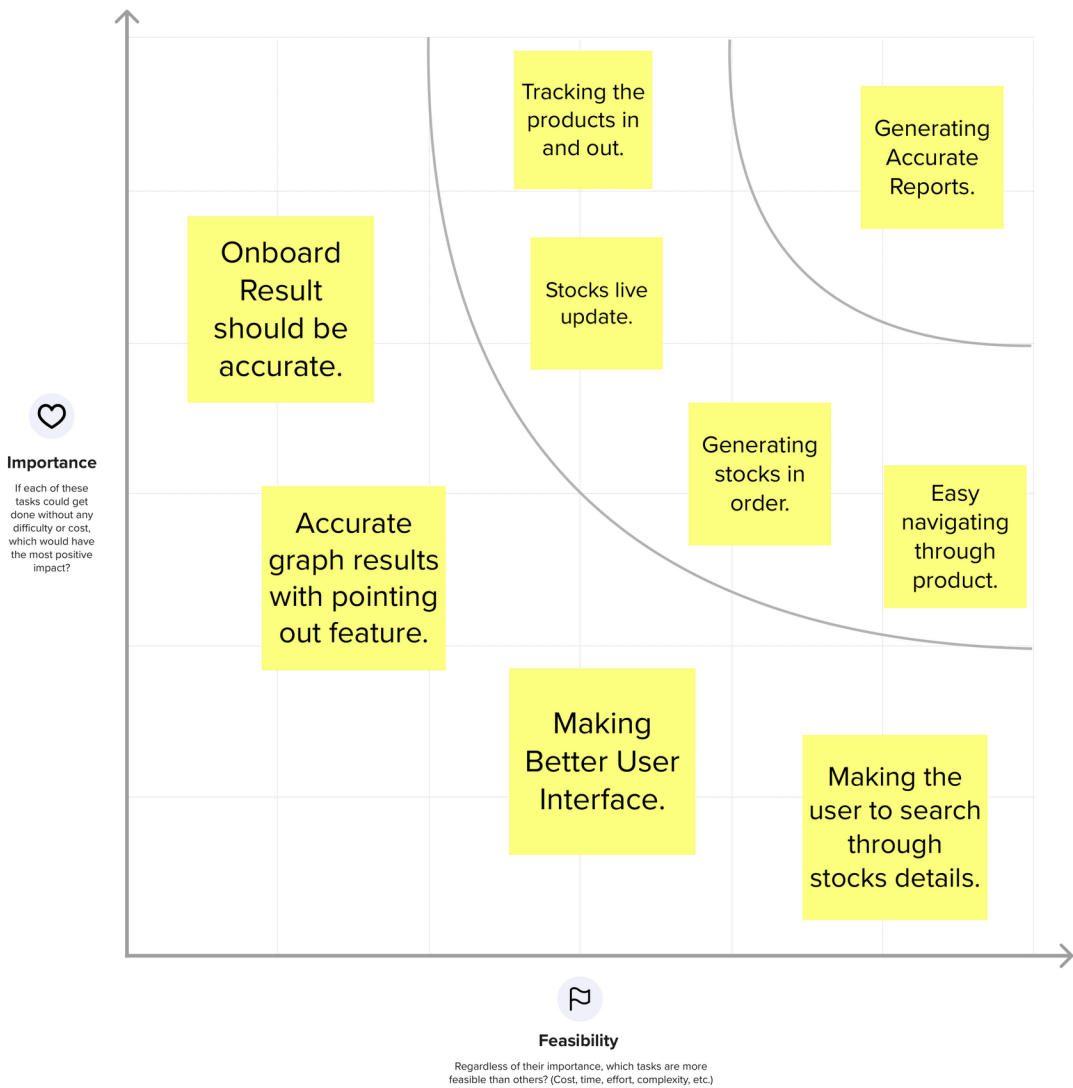 Tracking the
products in
and out.
Generating
Accurate
Reports.
Onboard
Result
should be
accurate.
Stocks live
update.
Generating
stocks in
order.
Easy
navigating
through
product.
Importance
If each of these
tasks could get
done without any
difficulty or cost,
which would have
the most positive
impact?
Accurate
graph results
with pointing
out feature.
Making
Better User
Interface.
Making the
user to search
through
stocks details.
Feasibility
Regardless of their importance, which tasks are more
feasible than others? (Cost, time, effort, complexity, etc.)